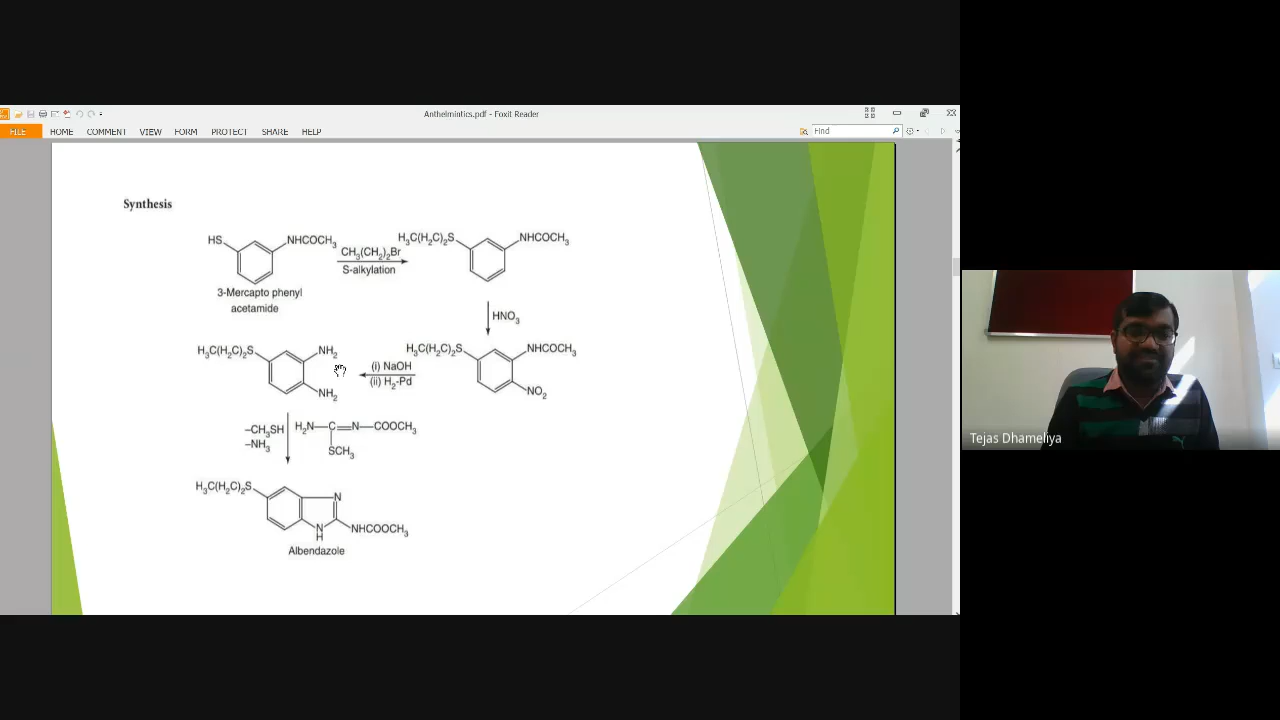 Anthelmintics.pdf - Foxit Reader
FILE HOME COMMENT VIEW FORM PROTECT SHARE HELP Find
Synthesis
HS NHCOCH₃ CH₃(CH₂)₂Br H₃C(H₂C)₂S NHCOCH₃
S-alkylation
3-Mercapto phenyl
acetamide
HNO₃
H₃C(H₂C)₂S NH₂ (i) NaOH H₃C(H₂C)₂S NHCOCH₃
(ii) H₂-Pd
NH₂ NO₂
–CH₃SH H₂N—C=N—COOCH₃
–NH₃ SCH₃
H₃C(H₂C)₂S N
N
H NHCOOCH₃
Albendazole
Tejas Dhameliya